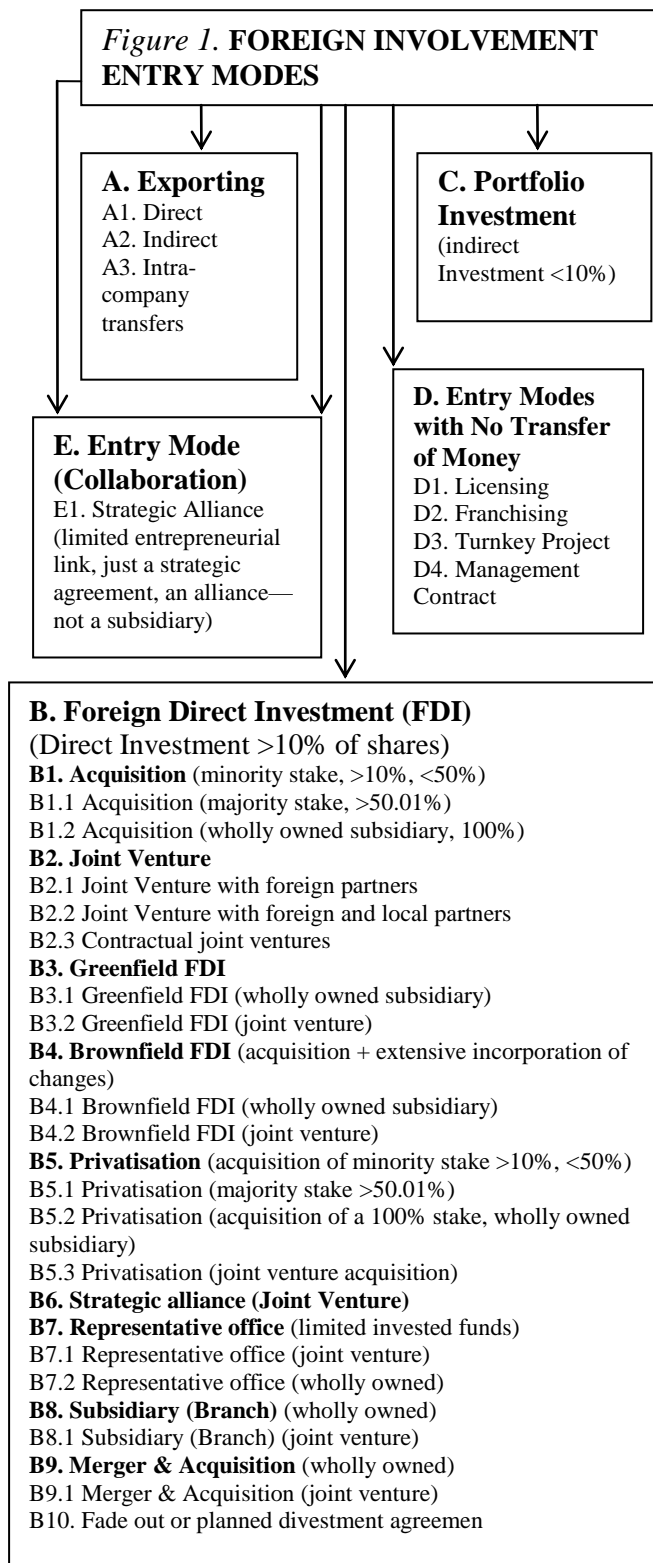 Figure 1. FOREIGN INVOLVEMENT
ENTRY MODES
A. Exporting
A1. Direct
A2. Indirect
A3. Intra-
company
transfers
C. Portfolio
Investment
(indirect
Investment <10%)
E. Entry Mode
(Collaboration)
E1. Strategic Alliance
(limited entrepreneurial
link, just a strategic
agreement, an alliance—
not a subsidiary)
D. Entry Modes
with No Transfer
of Money
D1. Licensing
D2. Franchising
D3. Turnkey Project
D4. Management
Contract
B. Foreign Direct Investment (FDI)
(Direct Investment >10% of shares)
B1. Acquisition (minority stake, >10%, <50%)
B1.1 Acquisition (majority stake, >50.01%)
B1.2 Acquisition (wholly owned subsidiary, 100%)
B2. Joint Venture
B2.1 Joint Venture with foreign partners
B2.2 Joint Venture with foreign and local partners
B2.3 Contractual joint ventures
B3. Greenfield FDI
B3.1 Greenfield FDI (wholly owned subsidiary)
B3.2 Greenfield FDI (joint venture)
B4. Brownfield FDI (acquisition + extensive incorporation of
changes)
B4.1 Brownfield FDI (wholly owned subsidiary)
B4.2 Brownfield FDI (joint venture)
B5. Privatisation (acquisition of minority stake >10%, <50%)
B5.1 Privatisation (majority stake >50.01%)
B5.2 Privatisation (acquisition of a 100% stake, wholly owned
subsidiary)
B5.3 Privatisation (joint venture acquisition)
B6. Strategic alliance (Joint Venture)
B7. Representative office (limited invested funds)
B7.1 Representative office (joint venture)
B7.2 Representative office (wholly owned)
B8. Subsidiary (Branch) (wholly owned)
B8.1 Subsidiary (Branch) (joint venture)
B9. Merger & Acquisition (wholly owned)
B9.1 Merger & Acquisition (joint venture)
B10. Fade out or planned divestment agreemen